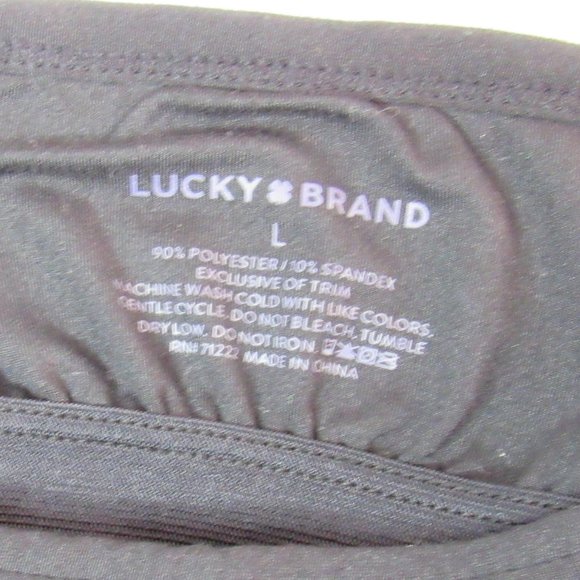 LUCKY BRAND
L
90% POLYESTER / 10% SPANDEX
EXCLUSIVE OF TRIM
MACHINE WASH COLD WITH LIKE COLORS,
GENTLE CYCLE. DO NOT BLEACH. TUMBLE
DRY LOW. DO NOT IRON.
RN# 71222 MADE IN CHINA